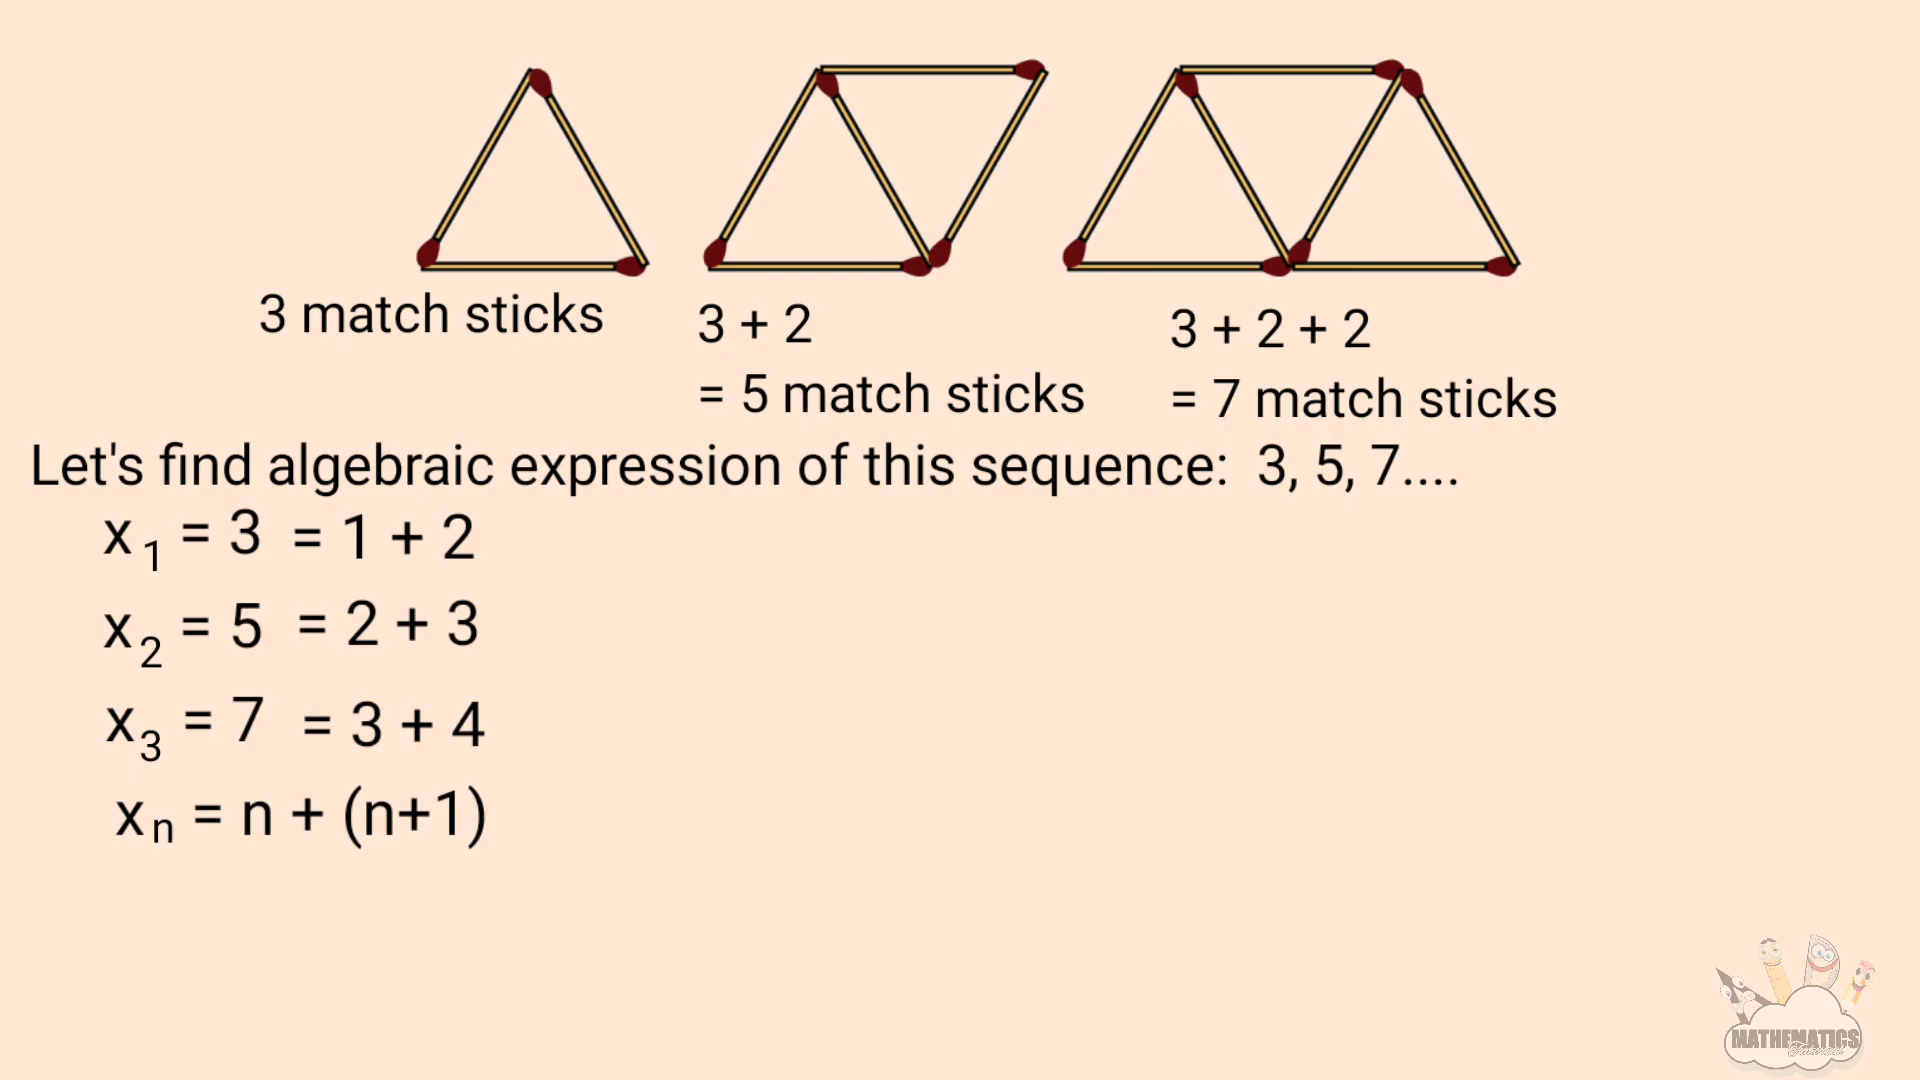 3 match sticks
3 + 2
= 5 match sticks
3 + 2 + 2
= 7 match sticks
Let's find algebraic expression of this sequence: 3, 5, 7....
x₁ = 3 = 1 + 2
x₂ = 5 = 2 + 3
x₃ = 7 = 3 + 4
xₙ = n + (n+1)
MATHEMATICS